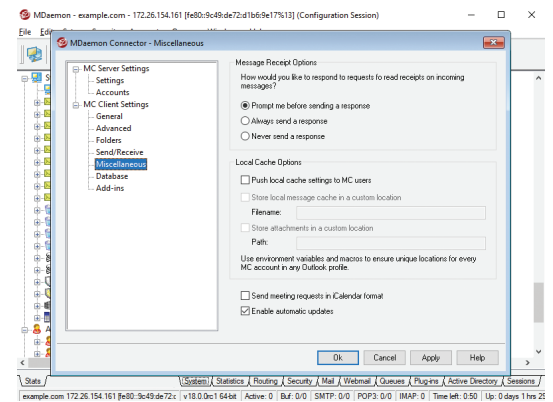 MDaemon - example.com - 172.26.154.161 [fe80::9c49:de72:d1b6:9e17%13] (Configuration Session)
MDaemon Connector - Miscellaneous
MC Server Settings
Settings
Accounts
MC Client Settings
General
Advanced
Folders
Send/Receive
Miscellaneous
Database
Add-ins
Message Receipt Options
How would you like to respond to requests to read receipts on incoming
messages?
Prompt me before sending a response
Always send a response
Never send a response
Local Cache Options
Push local cache settings to MC users
Store local message cache in a custom location
Filename:
Store attachments in a custom location
Path:
Use environment variables and macros to ensure unique locations for every
MC account in any Outlook profile.
Send meeting requests in iCalendar format
Enable automatic updates
Ok Cancel Apply Help
Stats
System Statistics Routing Security Mail Webmail Queues Plug-ins Active Directory Sessions
example.com 172.26.154.161 [fe80::9c49:de72:c v18.0.0rc1 64-bit Active: 0 Buf: 0/0 SMTP: 0/0 POP3: 0/0 IMAP: 0 Time left: 0:50 Up: 0 days 1 hrs 29